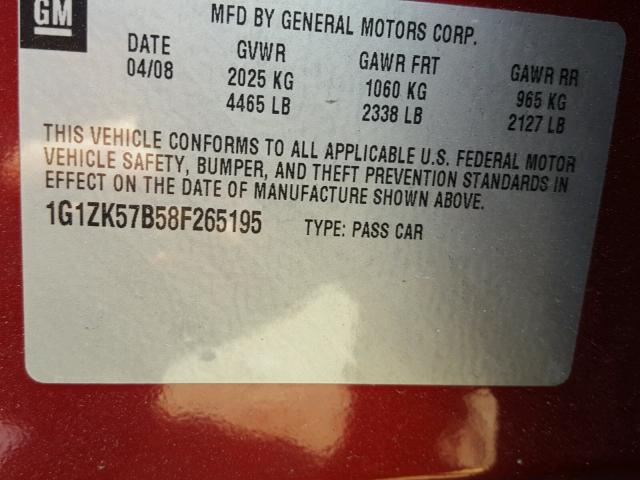 GM
MFD BY GENERAL MOTORS CORP.
DATE GVWR GAWR FRT GAWR RR
04/08 2025 KG 1060 KG 965 KG
4465 LB 2338 LB 2127 LB
THIS VEHICLE CONFORMS TO ALL APPLICABLE U.S. FEDERAL MOTOR
VEHICLE SAFETY, BUMPER, AND THEFT PREVENTION STANDARDS IN
EFFECT ON THE DATE OF MANUFACTURE SHOWN ABOVE.
1G1ZK57B58F265195 TYPE: PASS CAR